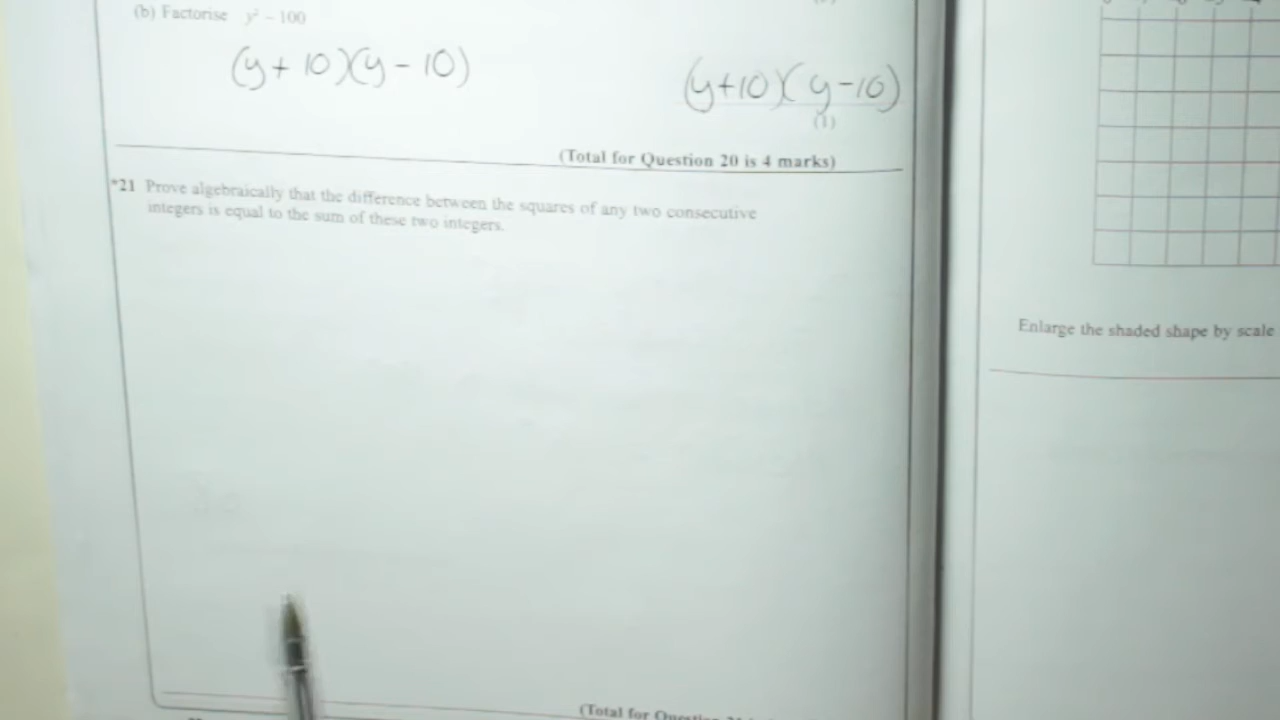 (b) Factorise y² – 100
(y + 10)(y – 10)
(y+10)(y–10)
(1)
(Total for Question 20 is 4 marks)
*21 Prove algebraically that the difference between the squares of any two consecutive
integers is equal to the sum of these two integers.
(Total for Question 21
Enlarge the shaded shape by scale